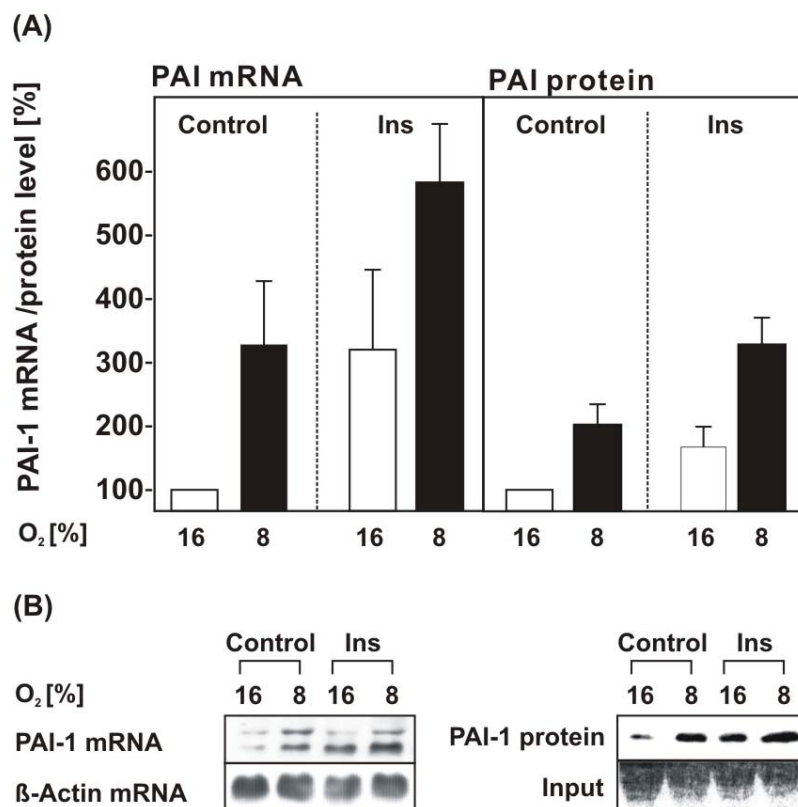 (A)
PAI mRNA PAI protein
Control Ins Control Ins
PAI-1 mRNA /protein level [%]
600
500
400
300
200
100
O₂ [%] 16 8 16 8 16 8 16 8
(B)
Control Ins Control Ins
O₂ [%] 16 8 16 8 16 8 16 8
PAI-1 mRNA PAI-1 protein
ß-Actin mRNA Input